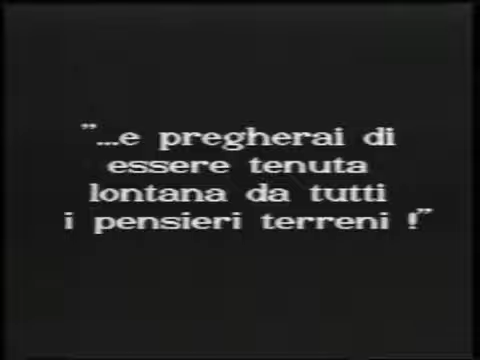 "...e pregherai di
essere tenuta
lontana da tutti
i pensieri terreni !"